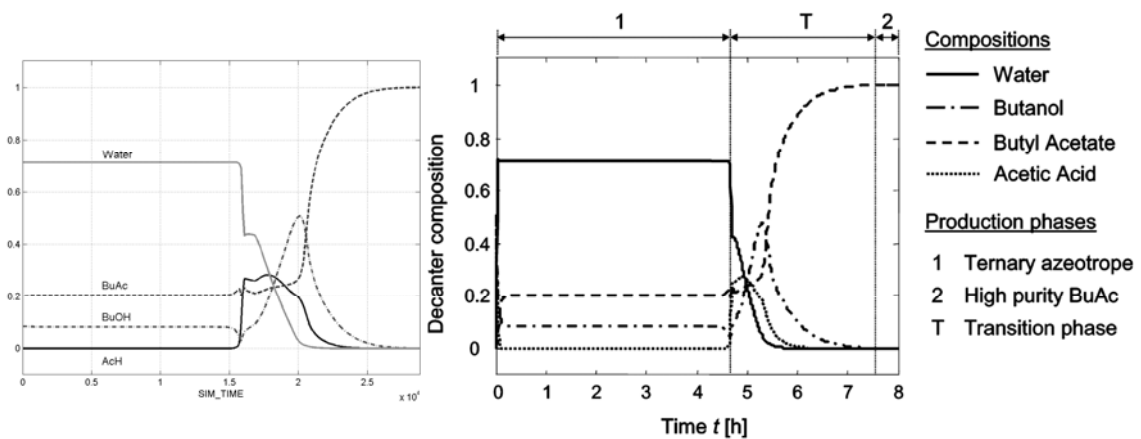 1
0.8
0.6
0.4
0.2
0
Water
BuAc
BuOH
AcH
0 0.5 1 1.5 2 2.5
SIM_TIME
1 T 2
Decanter composition
1
0.8
0.6
0.4
0.2
0
0 1 2 3 4 5 6 7 8
Time t [h]
Compositions
Water
Butanol
Butyl Acetate
Acetic Acid
Production phases
1 Ternary azeotrope
2 High purity BuAc
T Transition phase